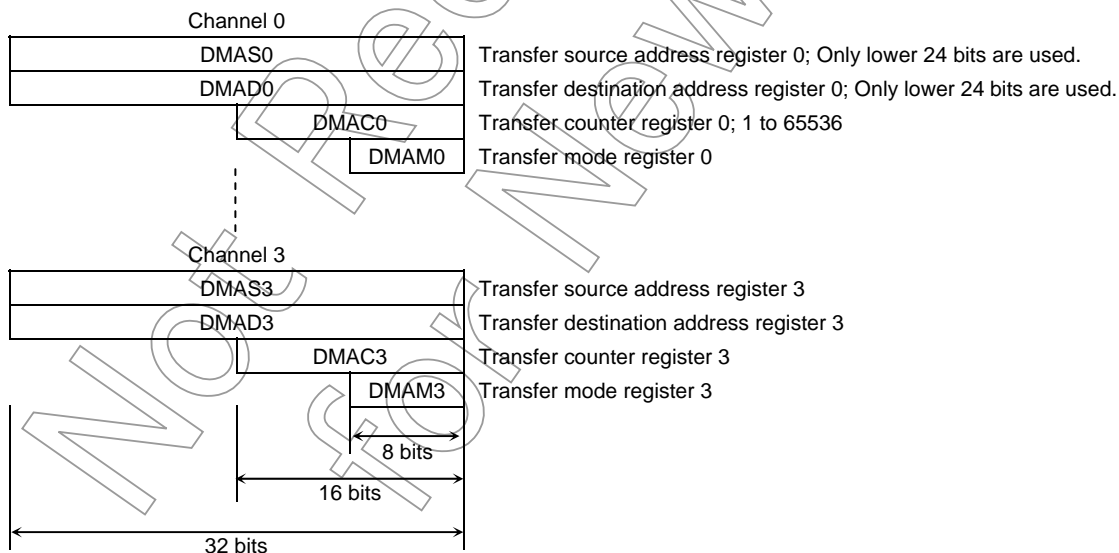 Channel 0
DMAS0 Transfer source address register 0; Only lower 24 bits are used.
DMAD0 Transfer destination address register 0; Only lower 24 bits are used.
DMAC0 Transfer counter register 0; 1 to 65536
DMAM0 Transfer mode register 0
Channel 3
DMAS3 Transfer source address register 3
DMAD3 Transfer destination address register 3
DMAC3 Transfer counter register 3
DMAM3 Transfer mode register 3
8 bits
16 bits
32 bits
Not
for New